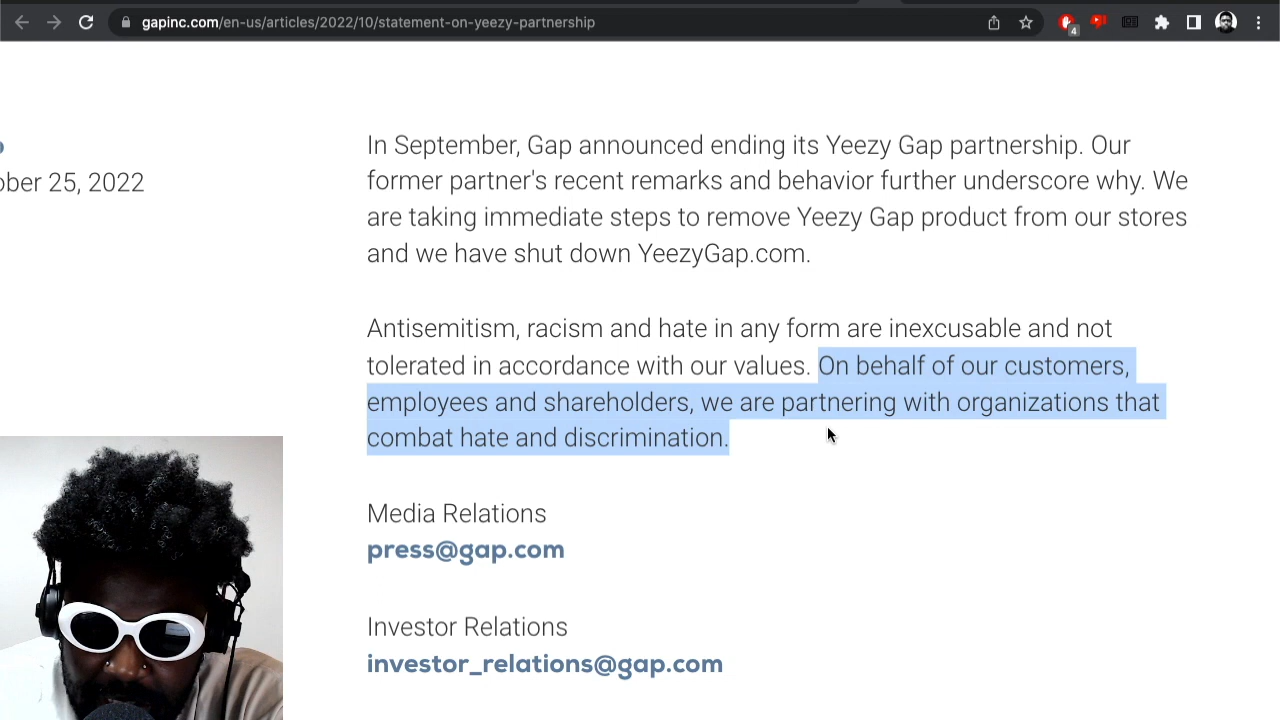 gapinc.com/en-us/articles/2022/10/statement-on-yeezy-partnership
4
In September, Gap announced ending its Yeezy Gap partnership. Our
former partner's recent remarks and behavior further underscore why. We
are taking immediate steps to remove Yeezy Gap product from our stores
and we have shut down YeezyGap.com.
ober 25, 2022
Antisemitism, racism and hate in any form are inexcusable and not
tolerated in accordance with our values. On behalf of our customers,
employees and shareholders, we are partnering with organizations that
combat hate and discrimination.
Media Relations
press@gap.com
Investor Relations
investor_relations@gap.com